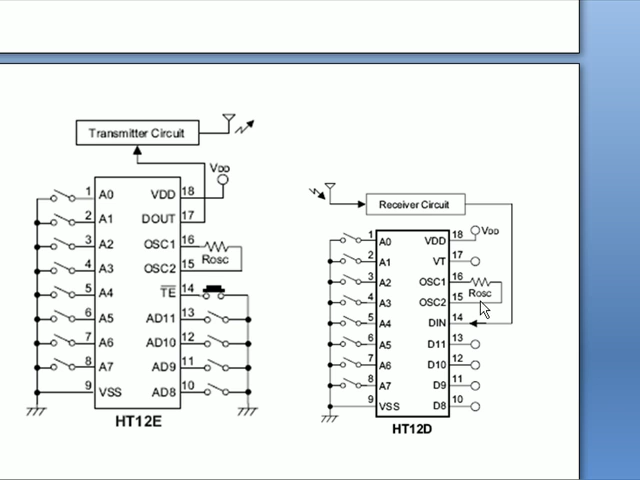 Transmitter Circuit
VDD
1 A0 VDD 18
2 A1 DOUT 17
3 A2 OSC1 16
Rosc
4 A3 OSC2 15
5 A4 TE 14
6 A5 AD11 13
7 A6 AD10 12
8 A7 AD9 11
9 VSS AD8 10
HT12E
Receiver Circuit
VDD
1 A0 VDD 18
2 A1 VT 17
3 A2 OSC1 16
Rosc
4 A3 OSC2 15
5 A4 DIN 14
6 A5 D11 13
7 A6 D10 12
8 A7 D9 11
9 VSS D8 10
HT12D